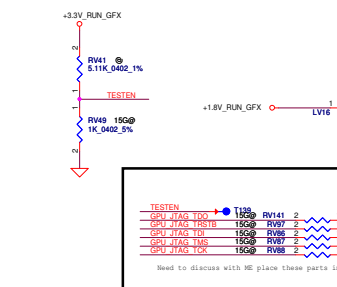 +3.3V_RUN_GFX
2
RV41 @
5.11K_0402_1%
1
TESTEN
+1.8V_RUN_GFX 1
LV16
1
RV49 15G@
1K_0402_5%
2
TESTEN T139
GPU_JTAG_TDO 15G@ RV141 2
GPU_JTAG_TRSTB 15G@ RV97 2
GPU_JTAG_TDI 15G@ RV86 2
GPU_JTAG_TMS 15G@ RV87 2
GPU_JTAG_TCK 15G@ RV88 2
Need to discuss with ME place these parts